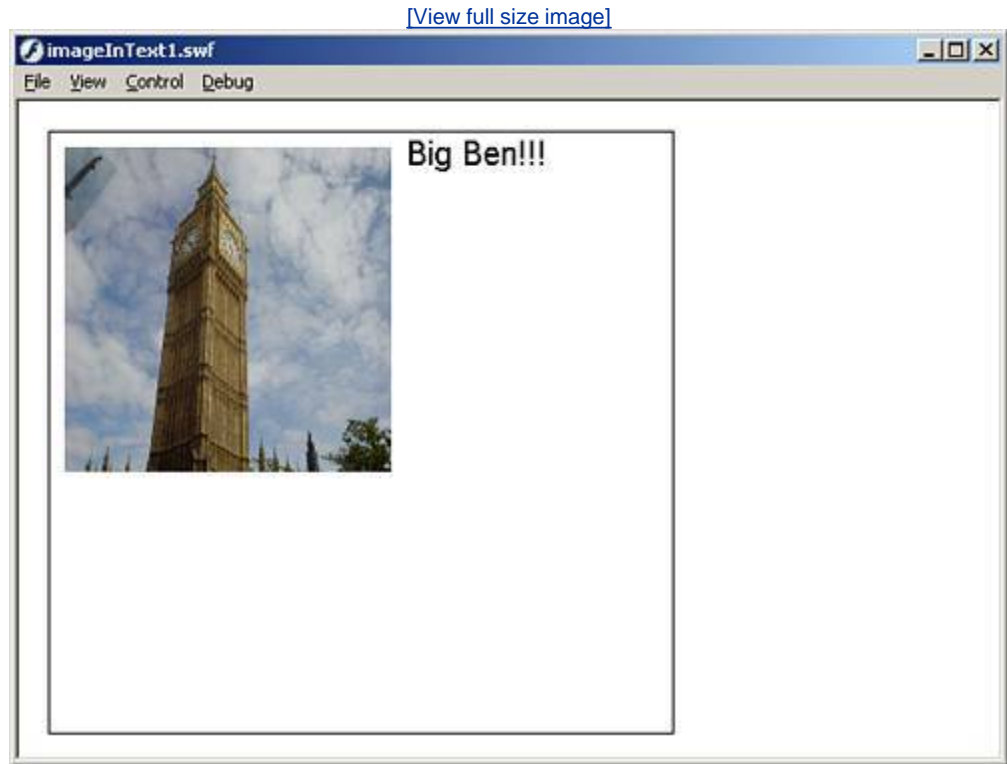 [View full size image]
imageInText1.swf
File View Control Debug
Big Ben!!!